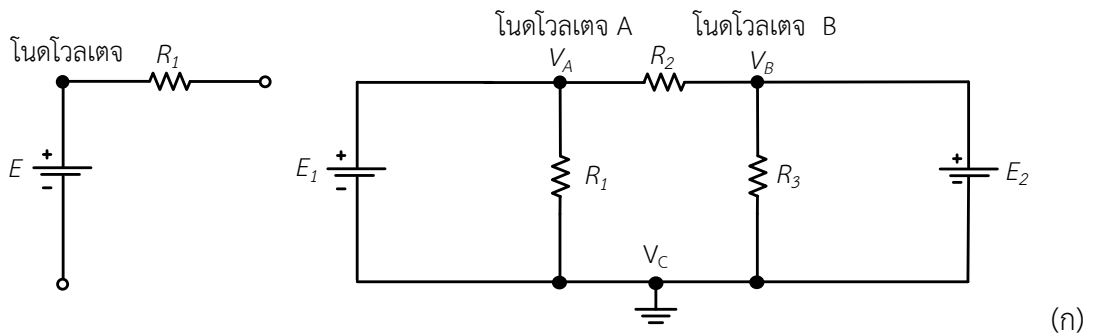 โนดโวลเตจ A โนดโวลเตจ B
โนดโวลเตจ R1 VA R2 VB
E + - E1 + - R1 R3 + - E2
VC
(ก)